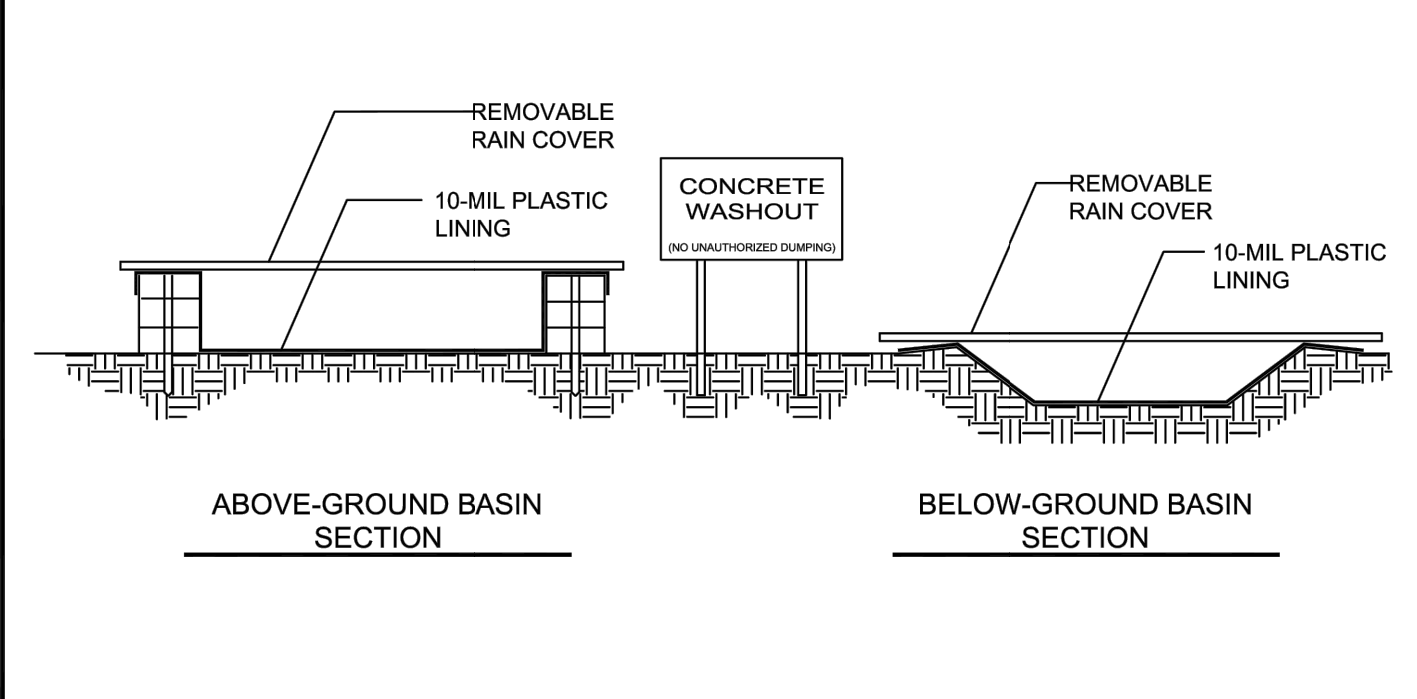 REMOVABLE
RAIN COVER
10-MIL PLASTIC
LINING
CONCRETE
WASHOUT
(NO UNAUTHORIZED DUMPING)
REMOVABLE
RAIN COVER
10-MIL PLASTIC
LINING
ABOVE-GROUND BASIN
SECTION
BELOW-GROUND BASIN
SECTION